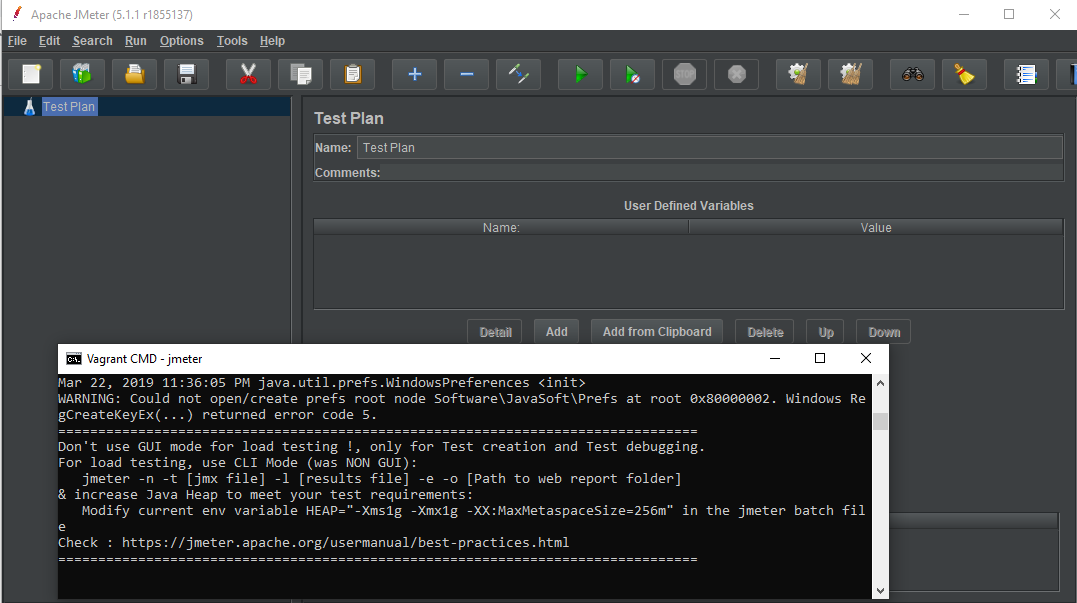 Apache JMeter (5.1.1 r1855137)
File Edit Search Run Options Tools Help
STOP
Test Plan
Test Plan
Name: Test Plan
Comments:
User Defined Variables
Name: Value
Detail Add Add from Clipboard Delete Up Down
Vagrant CMD - jmeter
Mar 22, 2019 11:36:05 PM java.util.prefs.WindowsPreferences <init>
WARNING: Could not open/create prefs root node Software\JavaSoft\Prefs at root 0x80000002. Windows Re
gCreateKeyEx(...) returned error code 5.
================================================================================
Don't use GUI mode for load testing !, only for Test creation and Test debugging.
For load testing, use CLI Mode (was NON GUI):
   jmeter -n -t [jmx file] -l [results file] -e -o [Path to web report folder]
& increase Java Heap to meet your test requirements:
   Modify current env variable HEAP="-Xms1g -Xmx1g -XX:MaxMetaspaceSize=256m" in the jmeter batch fil
e
Check : https://jmeter.apache.org/usermanual/best-practices.html
================================================================================